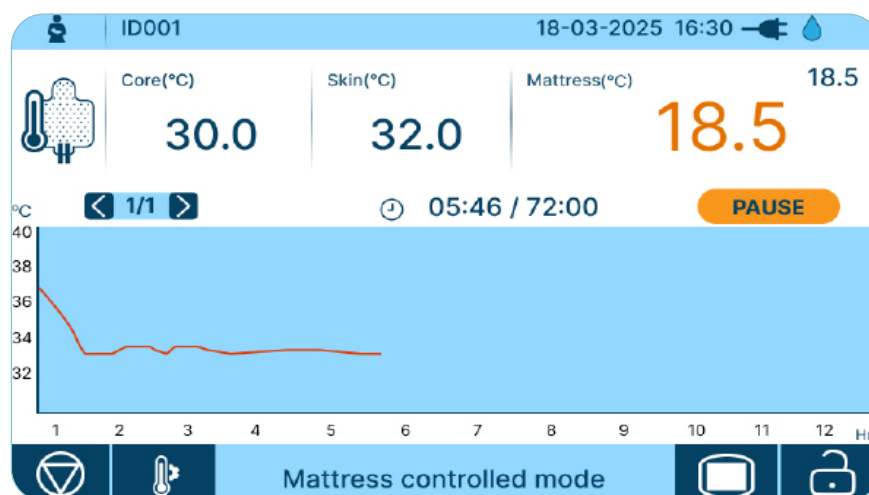 ID001 18-03-2025 16:30
Core(°C) Skin(°C) Mattress(°C) 18.5
30.0 32.0 18.5
°C 1/1 05:46 / 72:00 PAUSE
40
38
36
34
32
1 2 3 4 5 6 7 8 9 10 11 12
Mattress controlled mode